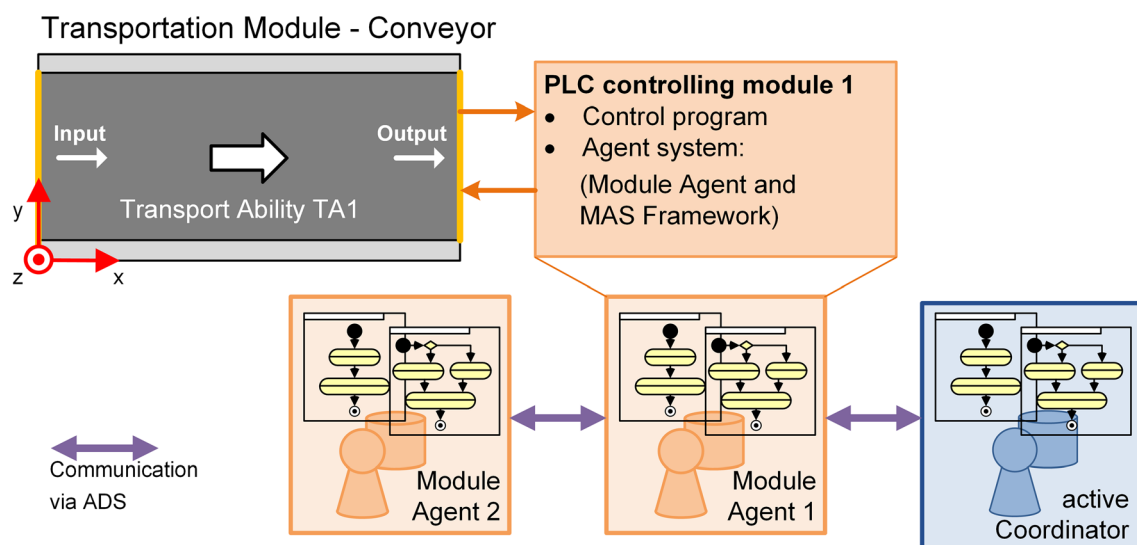 Transportation Module - Conveyor
Input
Output
Transport Ability TA1
y
z
x
PLC controlling module 1
• Control program
• Agent system:
(Module Agent and
MAS Framework)
Communication
via ADS
Module
Agent 2
Module
Agent 1
active
Coordinator